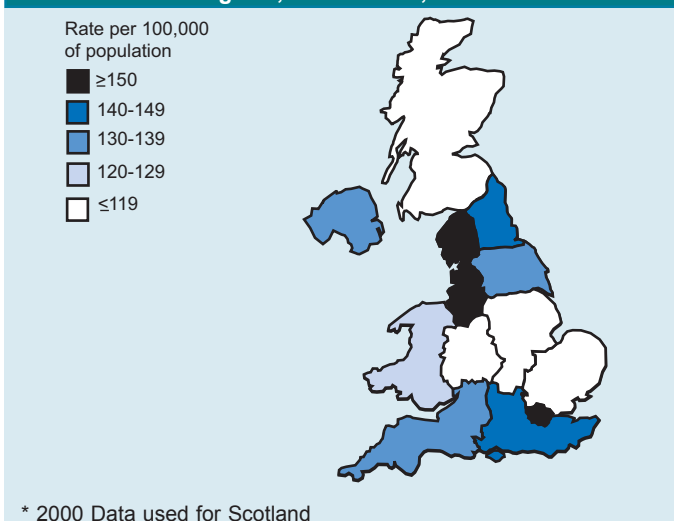 Rate per 100,000
of population
≥150
140-149
130-139
120-129
≤119
* 2000 Data used for Scotland